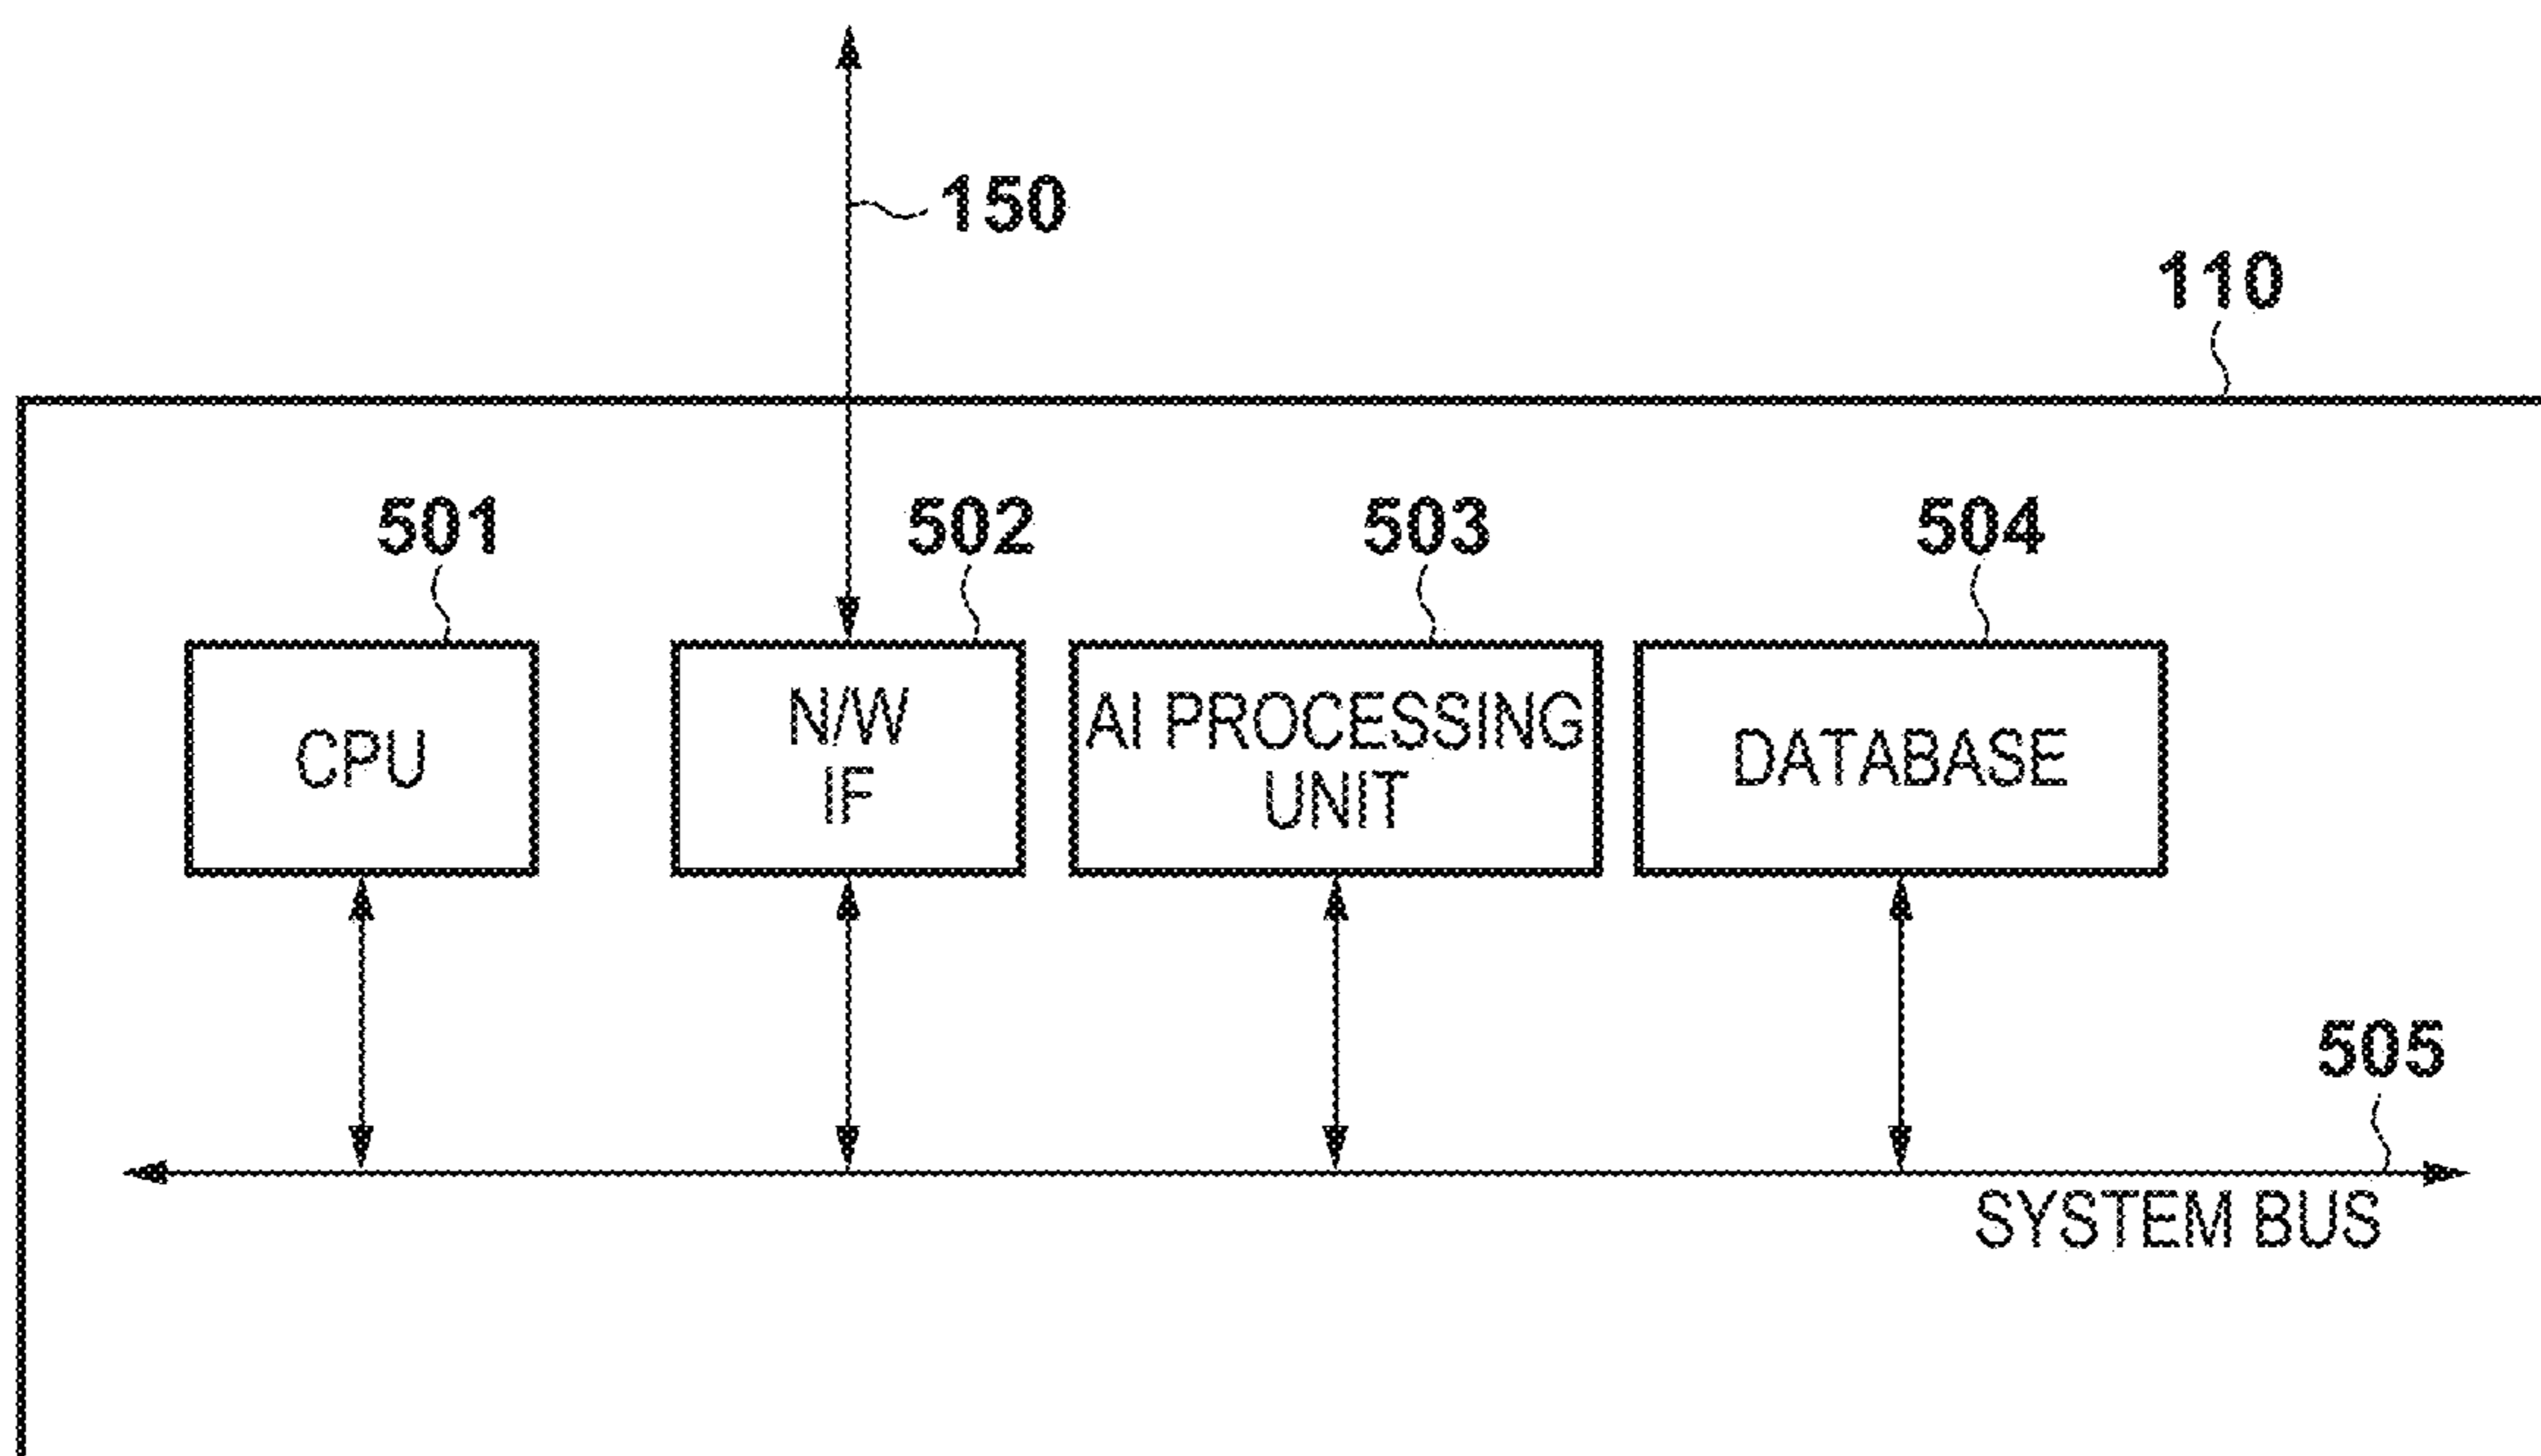 150
110
501
502
503
504
CPU
N/W
IF
AI PROCESSING
UNIT
DATABASE
505
SYSTEM BUS